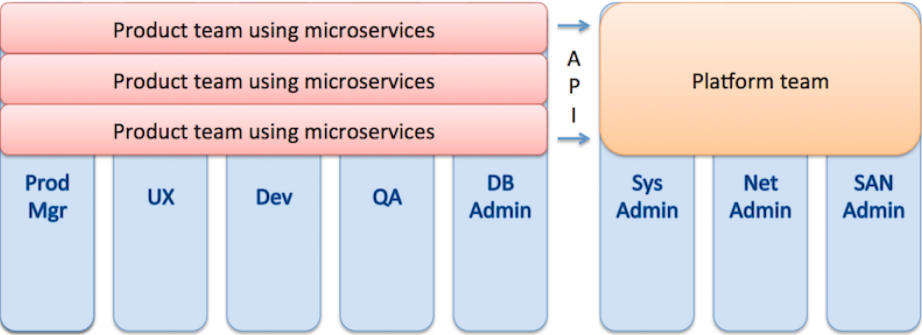 Product team using microservices
Product team using microservices
Product team using microservices
A
P
I
Platform team
Prod
Mgr
UX
Dev
QA
DB
Admin
Sys
Admin
Net
Admin
SAN
Admin